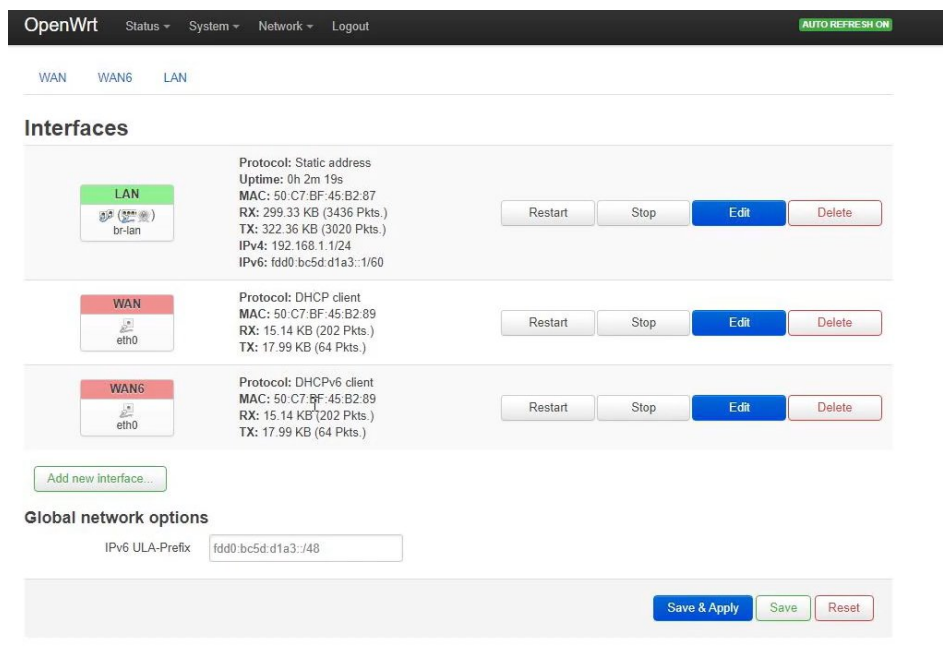 OpenWrt Status System Network Logout AUTO REFRESH ON
WAN WAN6 LAN
Interfaces
LAN
br-lan
Protocol: Static address
Uptime: 0h 2m 19s
MAC: 50:C7:BF:45:B2:87
RX: 299.33 KB (3436 Pkts.)
TX: 322.36 KB (3020 Pkts.)
IPv4: 192.168.1.1/24
IPv6: fdd0:bc5d:d1a3::1/60
Restart Stop Edit Delete
WAN
eth0
Protocol: DHCP client
MAC: 50:C7:BF:45:B2:89
RX: 15.14 KB (202 Pkts.)
TX: 17.99 KB (64 Pkts.)
Restart Stop Edit Delete
WAN6
eth0
Protocol: DHCPv6 client
MAC: 50:C7:BF:45:B2:89
RX: 15.14 KB (202 Pkts.)
TX: 17.99 KB (64 Pkts.)
Restart Stop Edit Delete
Add new interface...
Global network options
IPv6 ULA-Prefix fdd0:bc5d:d1a3::/48
Save & Apply Save Reset